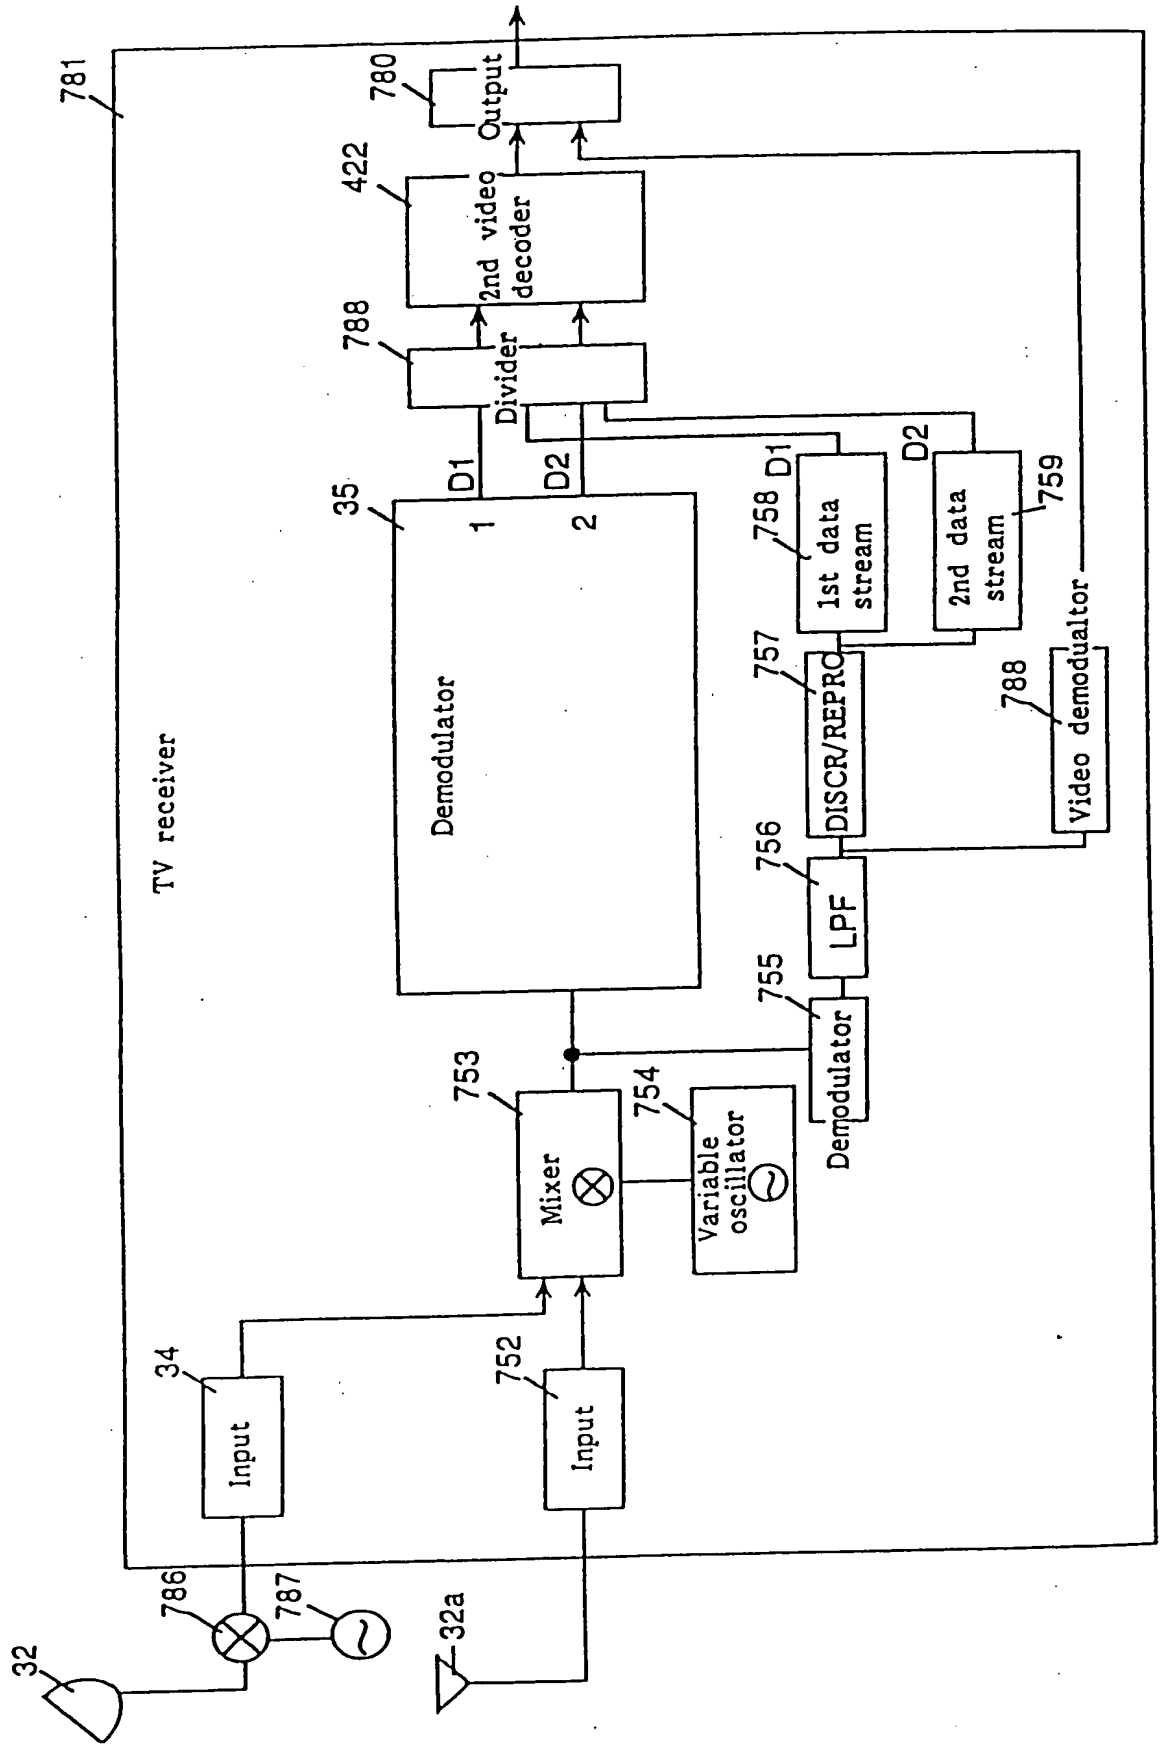 781
TV receiver
32
786
787
34
Input
32a
752
Input
753
Mixer
754
Variable
oscillator
35
Demodulator
1
2
D1
D2
788
Divider
422
2nd video
decoder
780
Output
755
Demodulator
756
LPF
757
DISCR/REPRO
758
1st data
stream
D1
759
2nd data
stream
D2
788
Video demodualtor